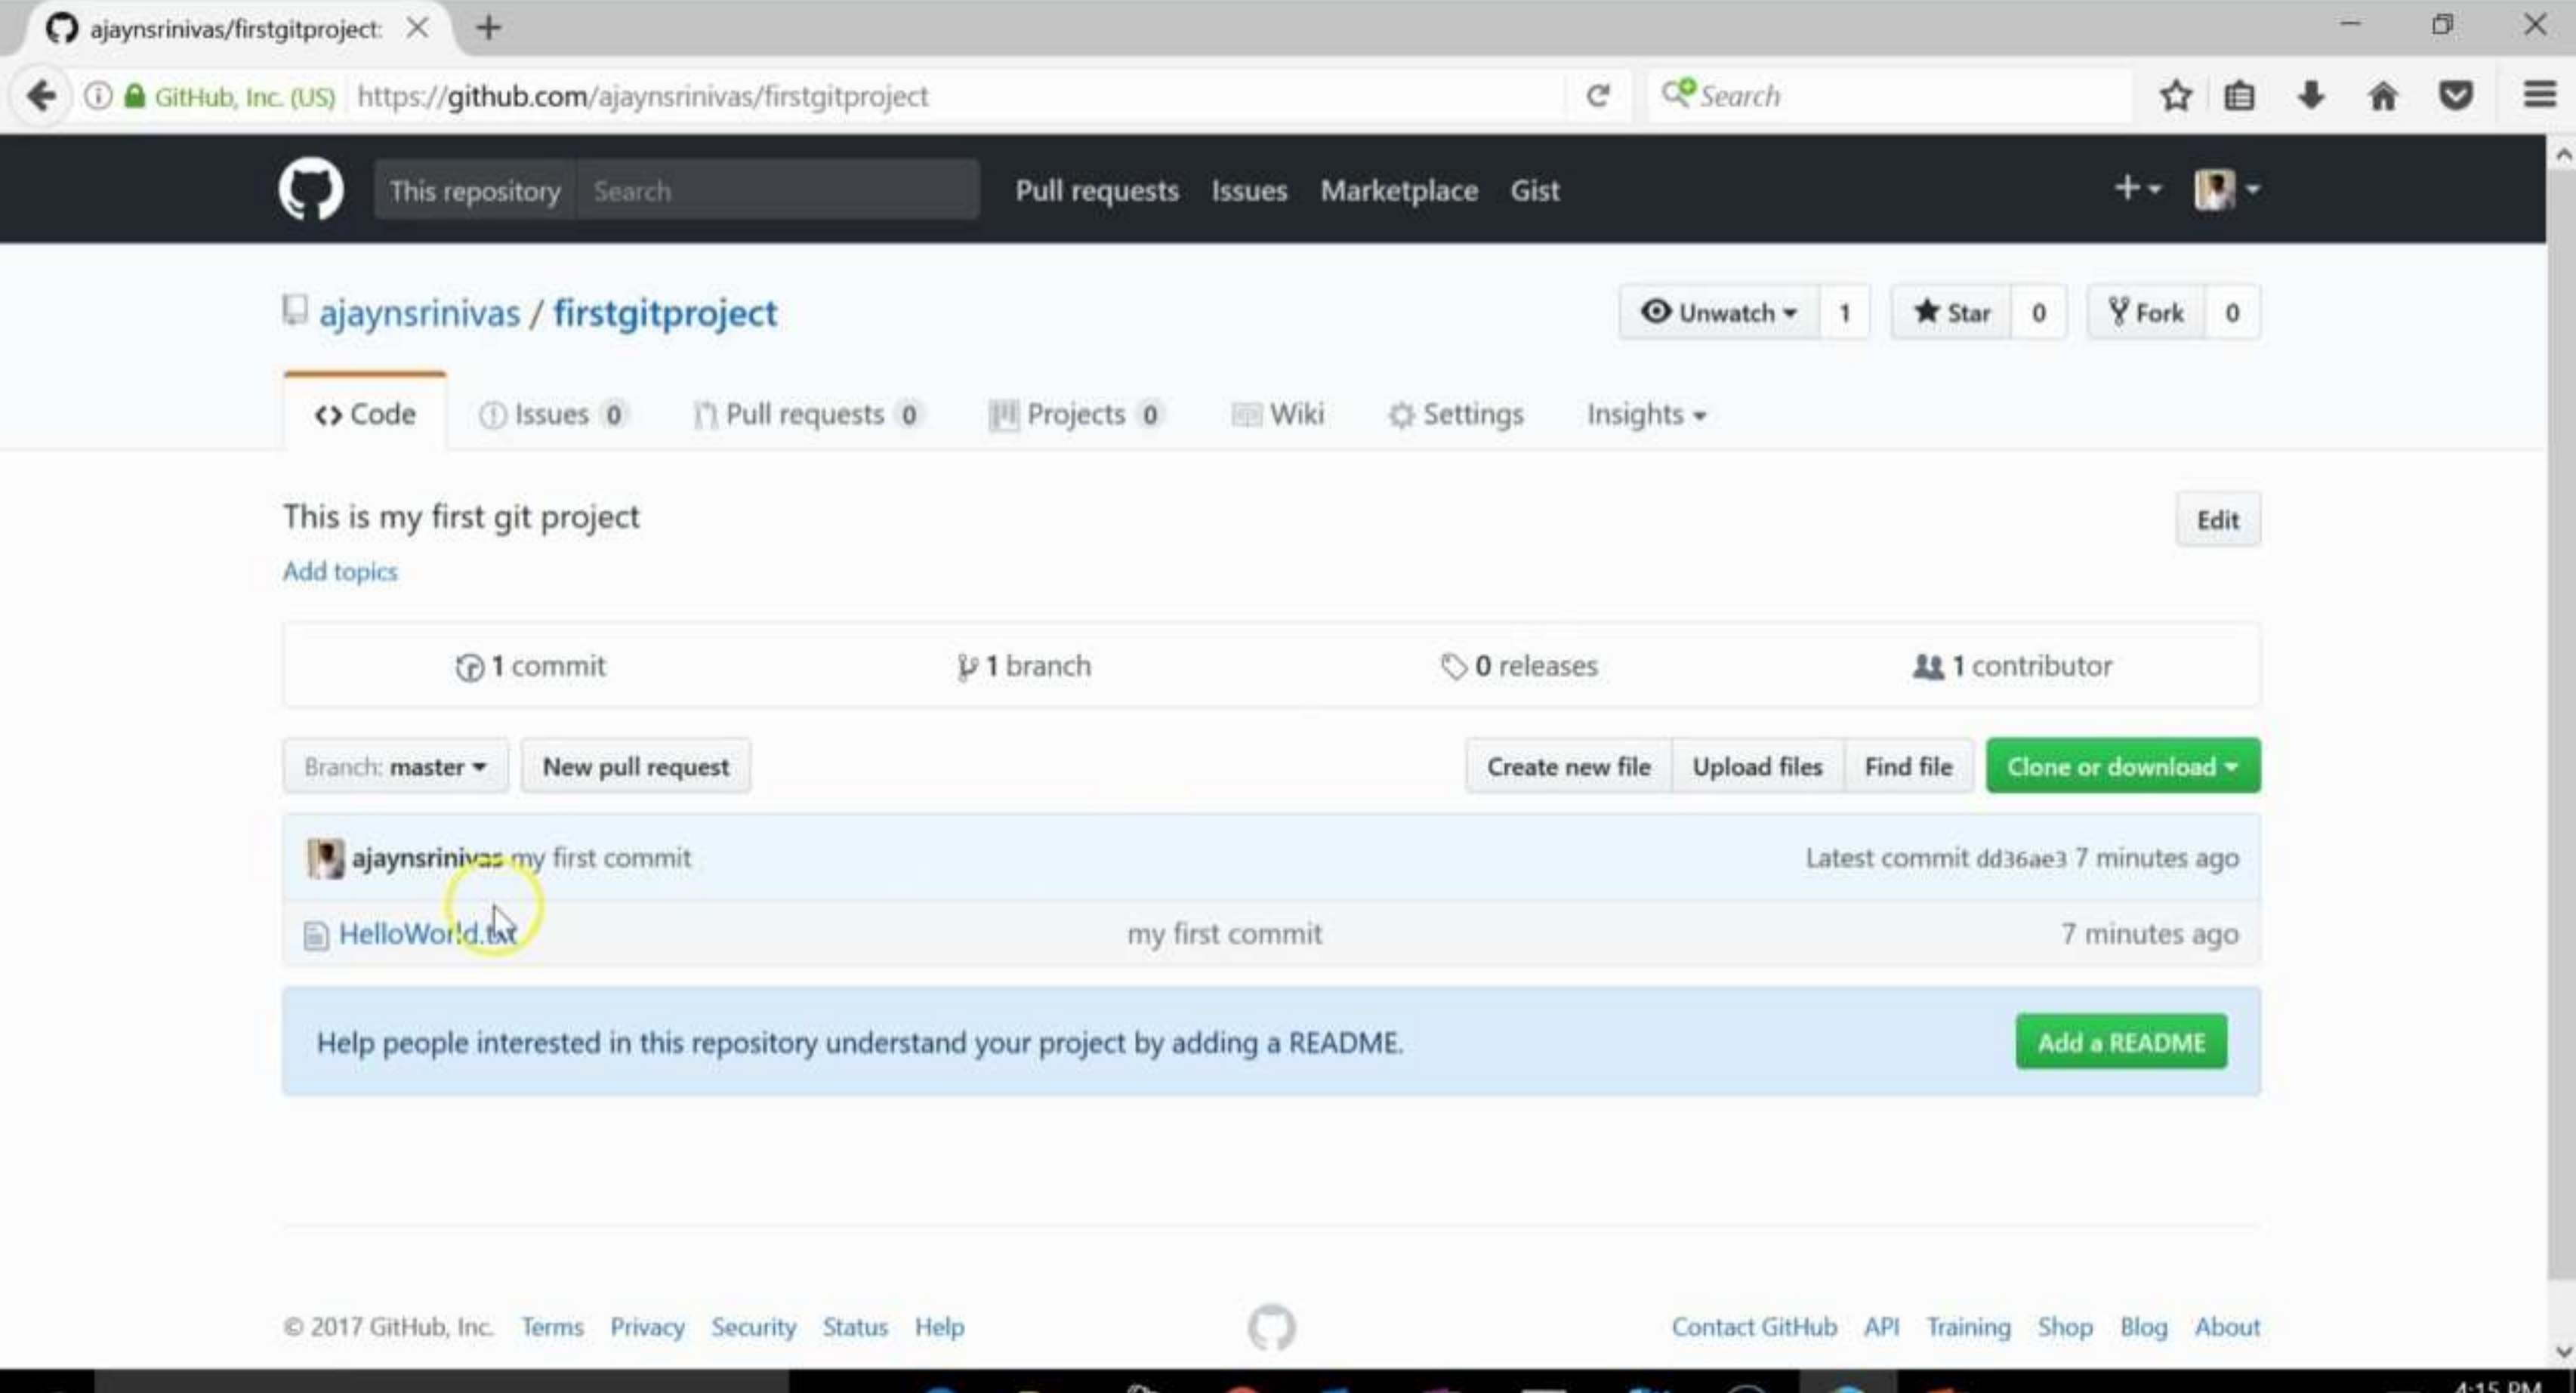 ajaynsrinivas/firstgitproject:
GitHub, Inc. (US) https://github.com/ajaynsrinivas/firstgitproject Search
This repository Search Pull requests Issues Marketplace Gist
ajaynsrinivas / firstgitproject Unwatch 1 Star 0 Fork 0
Code Issues 0 Pull requests 0 Projects 0 Wiki Settings Insights
This is my first git project Edit
Add topics
1 commit 1 branch 0 releases 1 contributor
Branch: master New pull request Create new file Upload files Find file Clone or download
ajaynsrinivas my first commit Latest commit dd36ae3 7 minutes ago
HelloWorld.txt my first commit 7 minutes ago
Help people interested in this repository understand your project by adding a README. Add a README
© 2017 GitHub, Inc. Terms Privacy Security Status Help Contact GitHub API Training Shop Blog About
4:15 PM